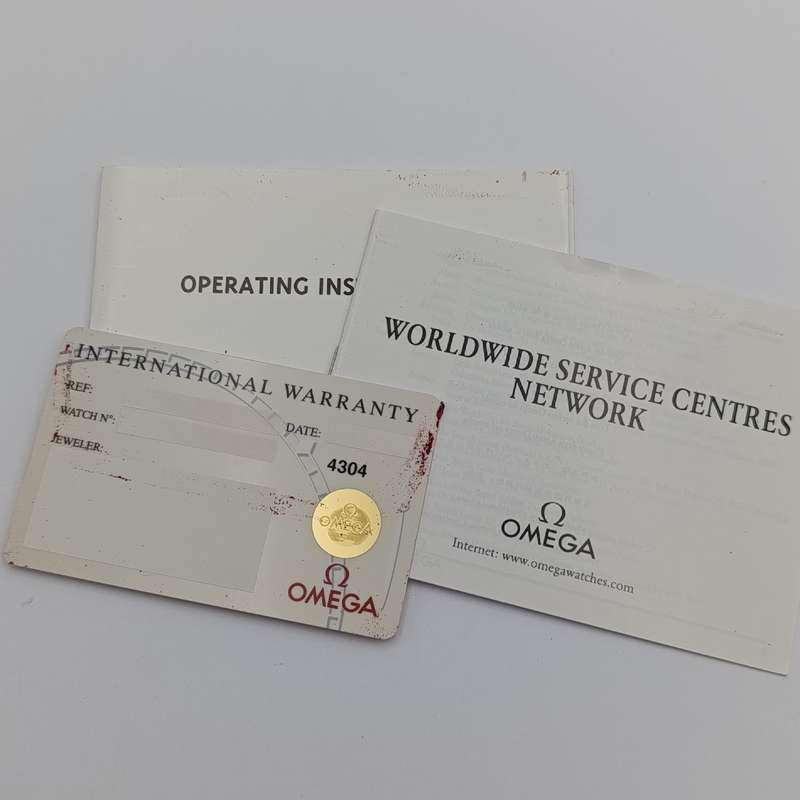 OPERATING INS
WORLDWIDE SERVICE CENTRES
NETWORK
Ω
OMEGA
Internet: www.omegawatches.com
INTERNATIONAL WARRANTY
REF:
WATCH Nº:
DATE:
JEWELER:
4304
Ω
OMEGA
Ω
OMEGA